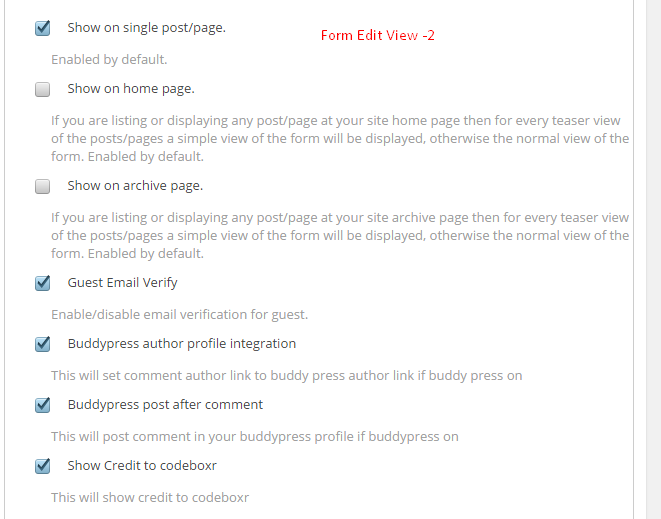 Show on single post/page.
Form Edit View -2
Enabled by default.
Show on home page.
If you are listing or displaying any post/page at your site home page then for every teaser view
of the posts/pages a simple view of the form will be displayed, otherwise the normal view of the
form. Enabled by default.
Show on archive page.
If you are listing or displaying any post/page at your site archive page then for every teaser view
of the posts/pages a simple view of the form will be displayed, otherwise the normal view of the
form. Enabled by default.
Guest Email Verify
Enable/disable email verification for guest.
Buddypress author profile integration
This will set comment author link to buddy press author link if buddy press on
Buddypress post after comment
This will post comment in your buddypress profile if buddypress on
Show Credit to codeboxr
This will show credit to codeboxr